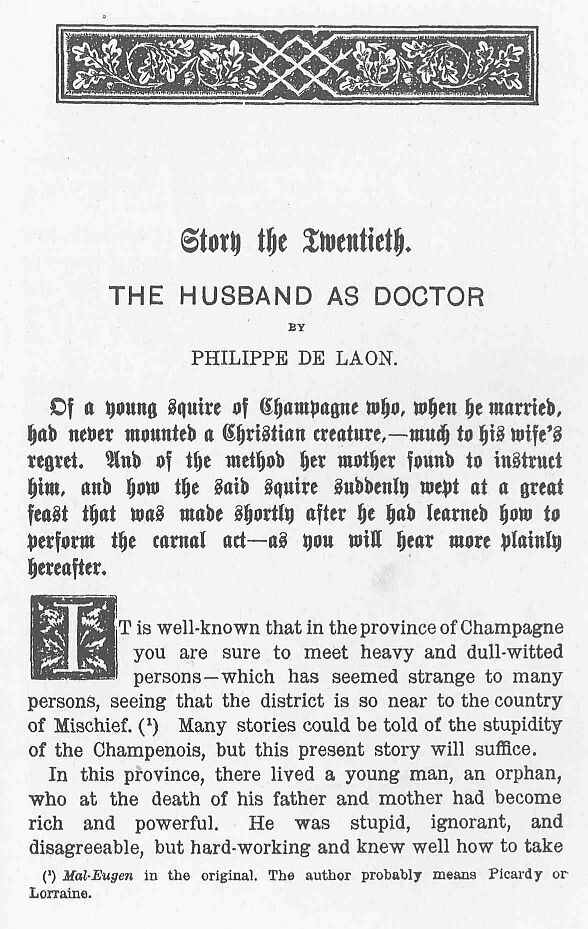 Story the Twentieth.
THE HUSBAND AS DOCTOR
BY
PHILIPPE DE LAON.
Of a young squire of Champagne who, when he married,
had never mounted a Christian creature,—much to his wife's
regret. And of the method her mother found to instruct
him, and how the said squire suddenly wept at a great
feast that was made shortly after he had learned how to
perform the carnal act—as you will hear more plainly
hereafter.
IT is well-known that in the province of Champagne
you are sure to meet heavy and dull-witted
persons—which has seemed strange to many
persons, seeing that the district is so near to the country
of Mischief. (¹) Many stories could be told of the stupidity
of the Champenois, but this present story will suffice.
In this province, there lived a young man, an orphan,
who at the death of his father and mother had become
rich and powerful. He was stupid, ignorant, and
disagreeable, but hard-working and knew well how to take
(¹) Mal-Eugen in the original. The author probably means Picardy or
Lorraine.